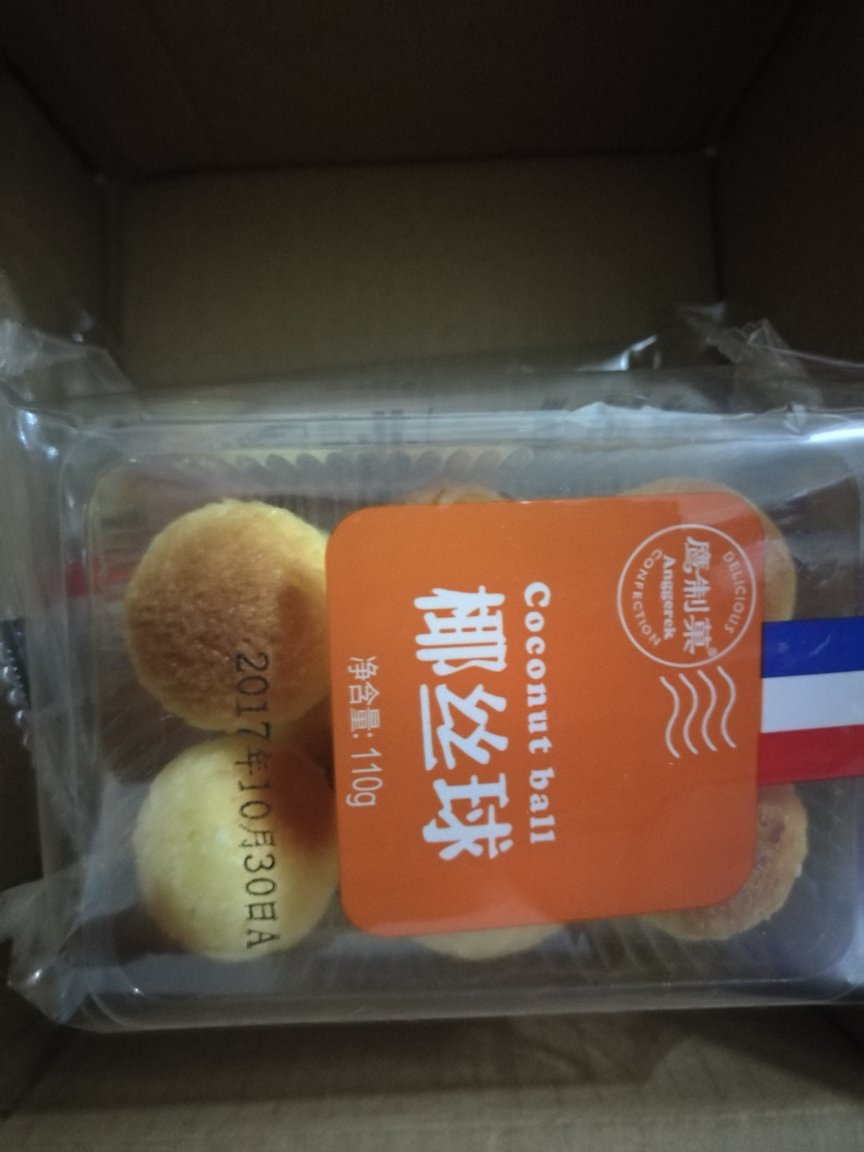 DELICIOUS
鹰制菓®
Anggerek
CONFECTION
Coconut ball
椰丝球
净含量: 110g
2017年10月30日A